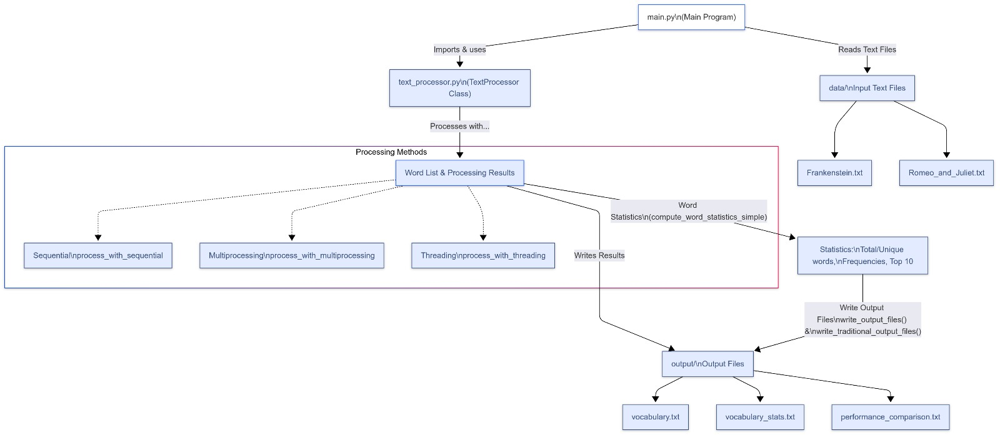 main.py\n(Main Program)
Imports & uses
Reads Text Files
text_processor.py\n(TextProcessor
Class)
data/\nInput Text Files
Processes with...
Processing Methods
Word List & Processing Results
Frankenstein.txt
Romeo_and_Juliet.txt
Word
Statistics\n(compute_word_statistics_simple)
Sequential\nprocess_with_sequential
Multiprocessing\nprocess_with_multiprocessing
Threading\nprocess_with_threading
Writes Results
Statistics:\nTotal/Unique
words,\nFrequencies, Top 10
Write Output
Files\nwrite_output_files()
&\nwrite_traditional_output_files()
output/\nOutput Files
vocabulary.txt
vocabulary_stats.txt
performance_comparison.txt